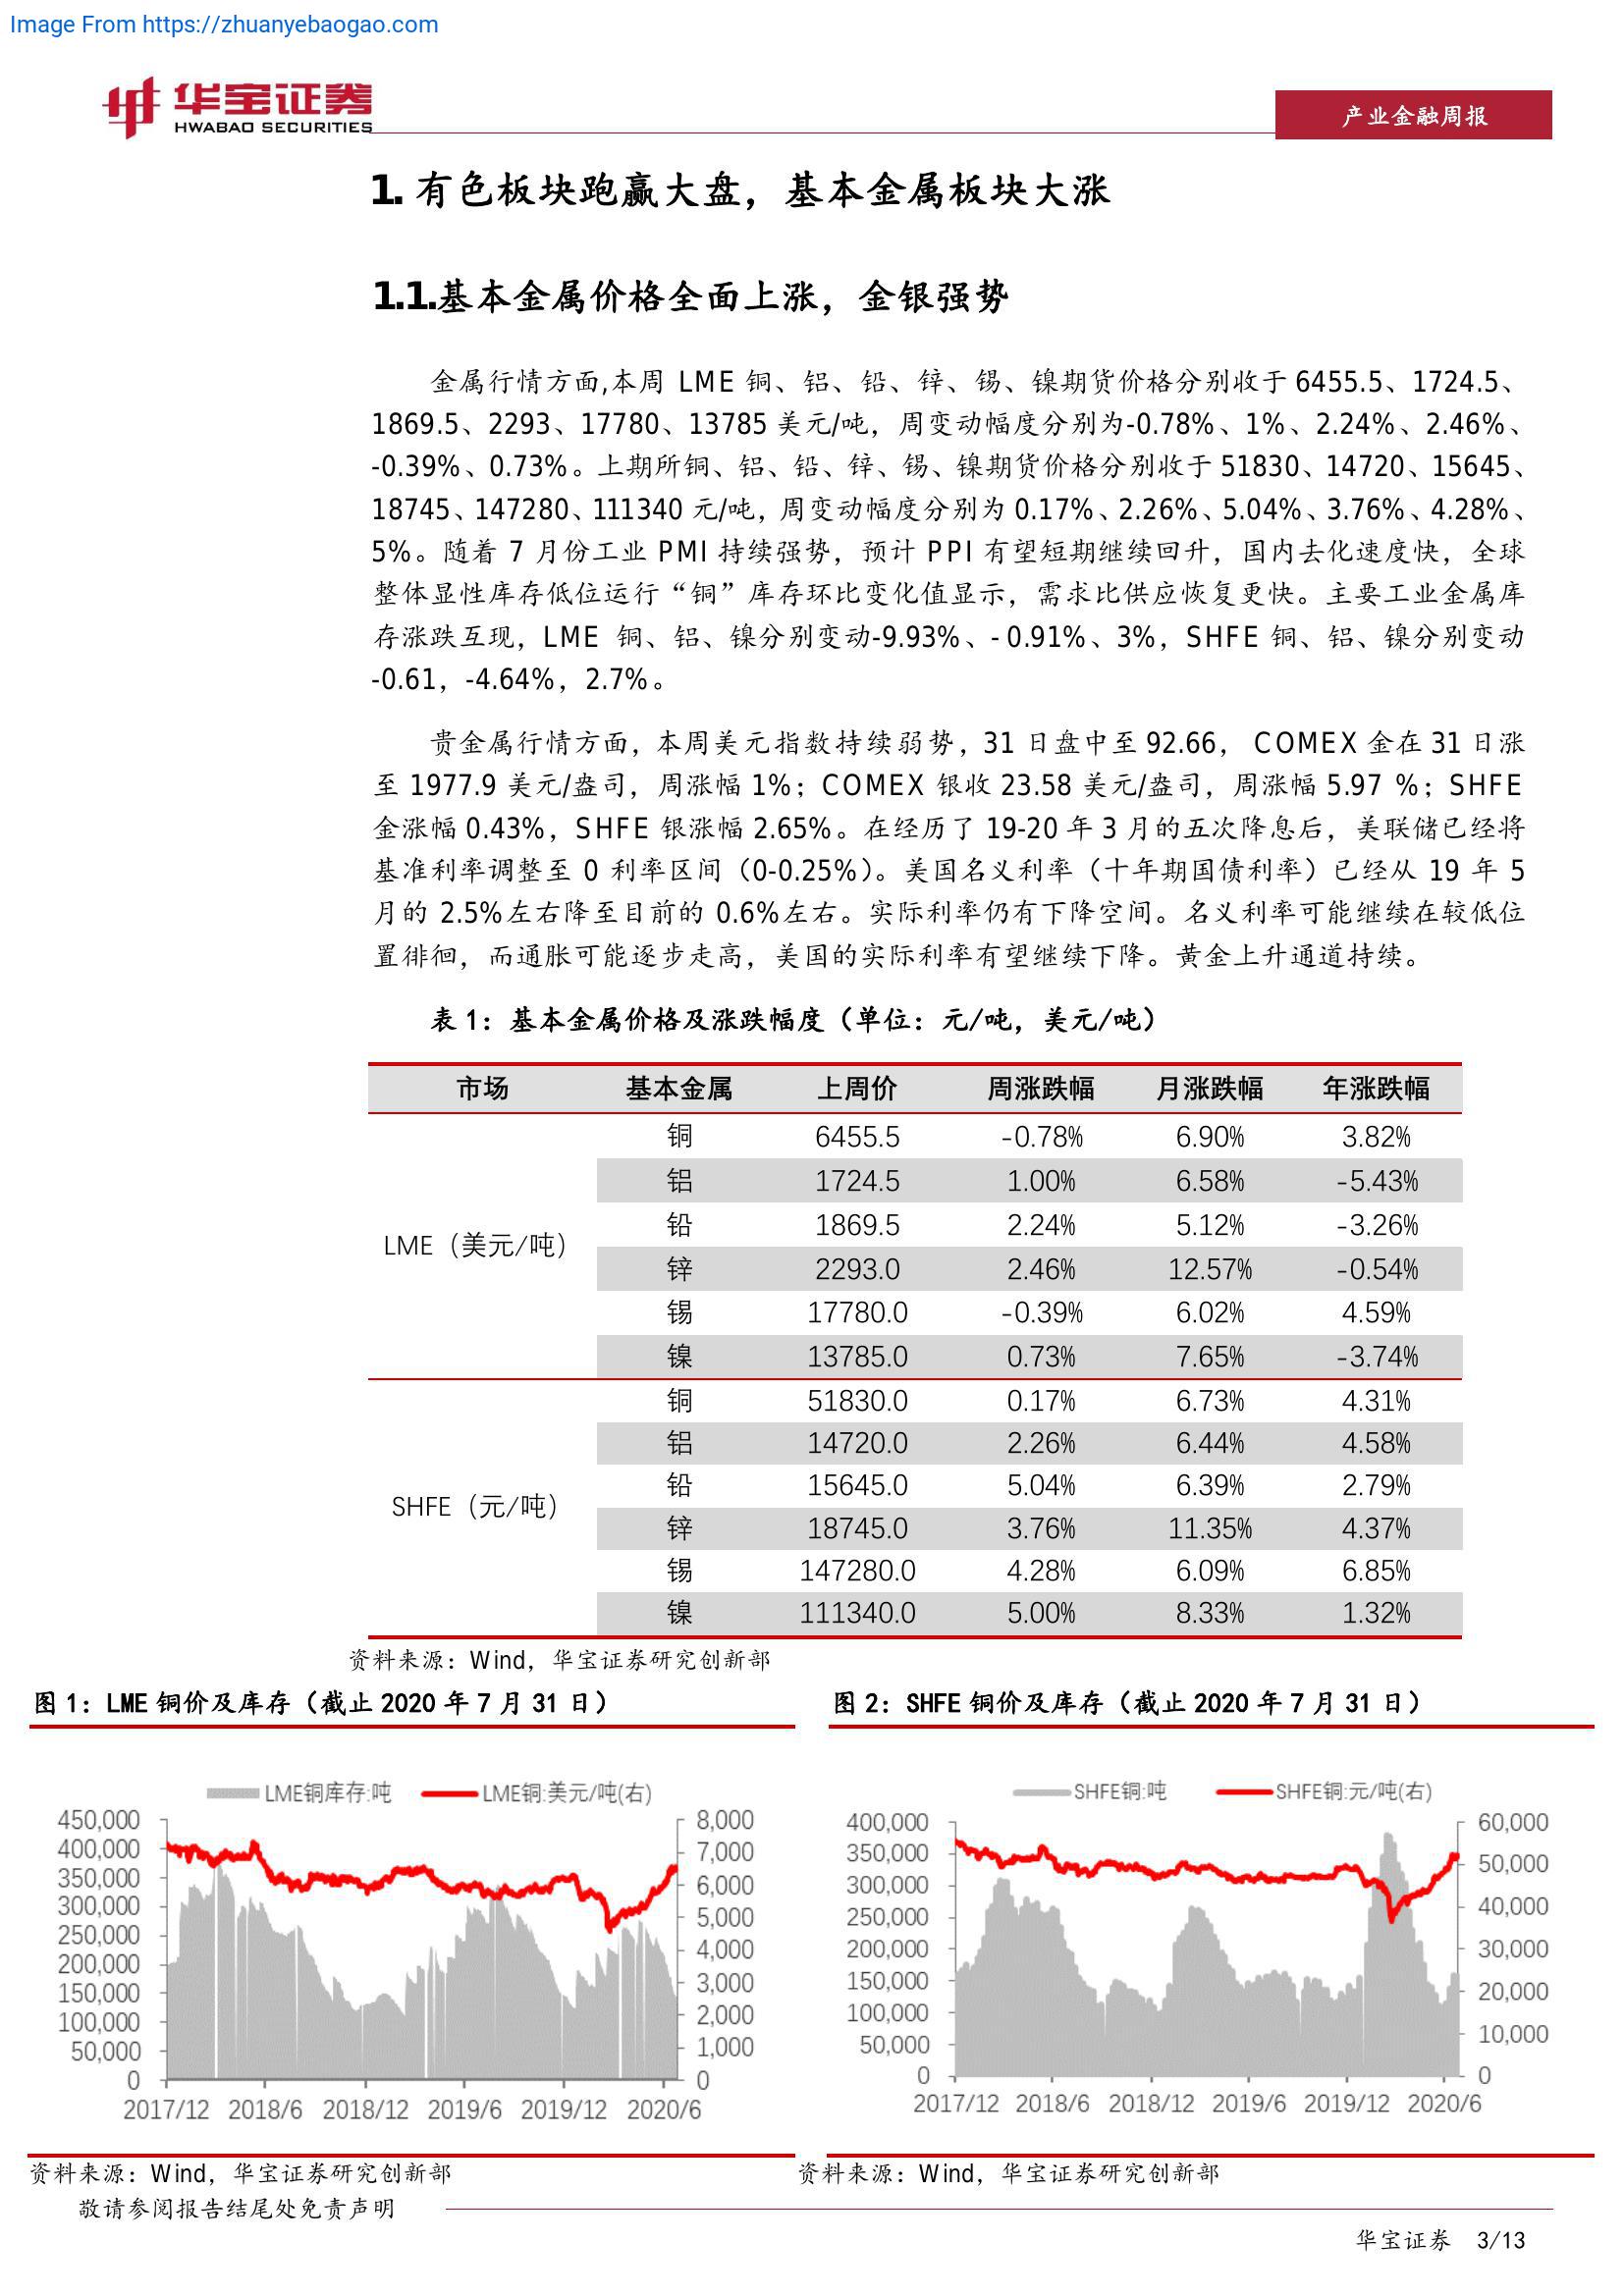 Image From https://zhuanyebaogao.com
华宝证券
HWABAO SECURITIES
产业金融周报
1. 有色板块跑赢大盘，基本金属板块大涨
1.1.基本金属价格全面上涨，金银强势
金属行情方面,本周 LME 铜、铝、铅、锌、锡、镍期货价格分别收于 6455.5、1724.5、
1869.5、2293、17780、13785 美元/吨，周变动幅度分别为-0.78%、1%、2.24%、2.46%、
-0.39%、0.73%。上期所铜、铝、铅、锌、锡、镍期货价格分别收于 51830、14720、15645、
18745、147280、111340 元/吨，周变动幅度分别为 0.17%、2.26%、5.04%、3.76%、4.28%、
5%。随着 7 月份工业 PMI 持续强势，预计 PPI 有望短期继续回升，国内去化速度快，全球
整体显性库存低位运行“铜”库存环比变化值显示，需求比供应恢复更快。主要工业金属库
存涨跌互现，LME 铜、铝、镍分别变动-9.93%、- 0.91%、3%，SHFE 铜、铝、镍分别变动
-0.61，-4.64%，2.7%。
贵金属行情方面，本周美元指数持续弱势，31 日盘中至 92.66， COMEX 金在 31 日涨
至 1977.9 美元/盎司，周涨幅 1%；COMEX 银收 23.58 美元/盎司，周涨幅 5.97 %；SHFE
金涨幅 0.43%，SHFE 银涨幅 2.65%。在经历了 19-20 年 3 月的五次降息后，美联储已经将
基准利率调整至 0 利率区间（0-0.25%）。美国名义利率（十年期国债利率）已经从 19 年 5
月的 2.5%左右降至目前的 0.6%左右。实际利率仍有下降空间。名义利率可能继续在较低位
置徘徊，而通胀可能逐步走高，美国的实际利率有望继续下降。黄金上升通道持续。
表 1：基本金属价格及涨跌幅度（单位：元/吨，美元/吨）
市场 基本金属 上周价 周涨跌幅 月涨跌幅 年涨跌幅
LME（美元/吨）
铜 6455.5 -0.78% 6.90% 3.82%
铝 1724.5 1.00% 6.58% -5.43%
铅 1869.5 2.24% 5.12% -3.26%
锌 2293.0 2.46% 12.57% -0.54%
锡 17780.0 -0.39% 6.02% 4.59%
镍 13785.0 0.73% 7.65% -3.74%
SHFE（元/吨）
铜 51830.0 0.17% 6.73% 4.31%
铝 14720.0 2.26% 6.44% 4.58%
铅 15645.0 5.04% 6.39% 2.79%
锌 18745.0 3.76% 11.35% 4.37%
锡 147280.0 4.28% 6.09% 6.85%
镍 111340.0 5.00% 8.33% 1.32%
资料来源：Wind，华宝证券研究创新部
图 1：LME 铜价及库存（截止 2020 年 7 月 31 日）
LME铜库存:吨 LME铜:美元/吨(右)
450,000 8,000
400,000 7,000
350,000 6,000
300,000 5,000
250,000 4,000
200,000 3,000
150,000 2,000
100,000 1,000
50,000 0
0
2017/12 2018/6 2018/12 2019/6 2019/12 2020/6
资料来源：Wind，华宝证券研究创新部
图 2：SHFE 铜价及库存（截止 2020 年 7 月 31 日）
SHFE铜:吨 SHFE铜:元/吨(右)
400,000 60,000
350,000 50,000
300,000 40,000
250,000 30,000
200,000 20,000
150,000 10,000
100,000 0
50,000
0
2017/12 2018/6 2018/12 2019/6 2019/12 2020/6
资料来源：Wind，华宝证券研究创新部
敬请参阅报告结尾处免责声明
华宝证券 3/13